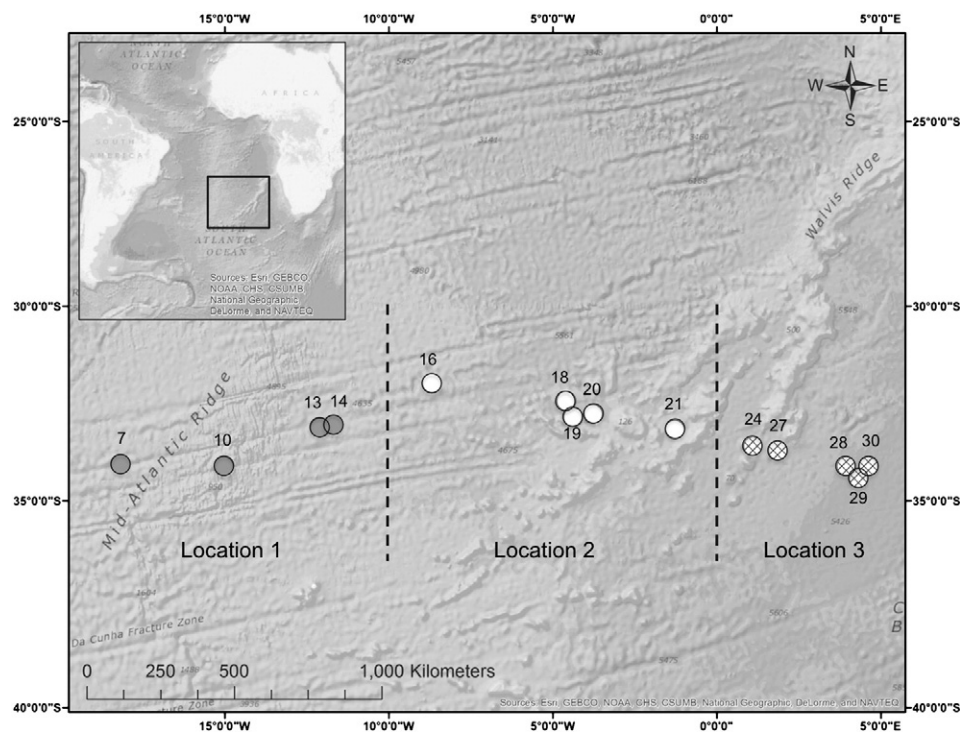 15°0'0"W 10°0'0"W 5°0'0"W 0°0'0" 5°0'0"E
NORTH
ATLANTIC
OCEAN
AFRICA
SOUTH
AMERICA
SOUTH
ATLANTIC
OCEAN
Sources: Esri, GEBCO,
NOAA, CHS, CSUMB,
National Geographic,
DeLorme, and NAVTEQ
N
W E
S
25°0'0"S 25°0'0"S
Walvis Ridge
30°0'0"S 30°0'0"S
16
18 20
19
21
13 14
7
10
24 27
28 30
29
Mid-Atlantic Ridge
35°0'0"S 35°0'0"S
Location 1 Location 2 Location 3
Da Cunha Fracture Zone
C
B
0 250 500 1,000 Kilometers
Sources: Esri, GEBCO, NOAA, CHS, CSUMB, National Geographic, DeLorme, and NAVTEQ
40°0'0"S 40°0'0"S
15°0'0"W 10°0'0"W 5°0'0"W 0°0'0" 5°0'0"E